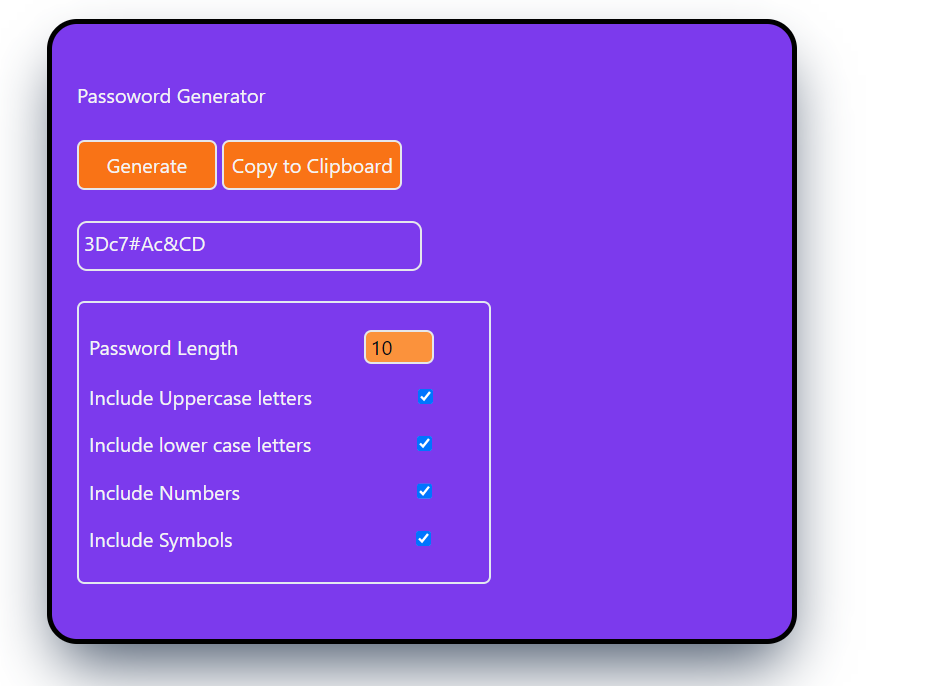 Passoword Generator
Generate Copy to Clipboard
3Dc7#Ac&CD
Password Length 10
Include Uppercase letters
Include lower case letters
Include Numbers
Include Symbols